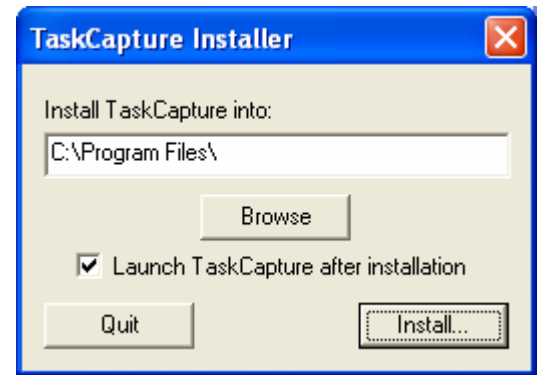 TaskCapture Installer
Install TaskCapture into:
C:\Program Files\
Browse
Launch TaskCapture after installation
Quit
Install...